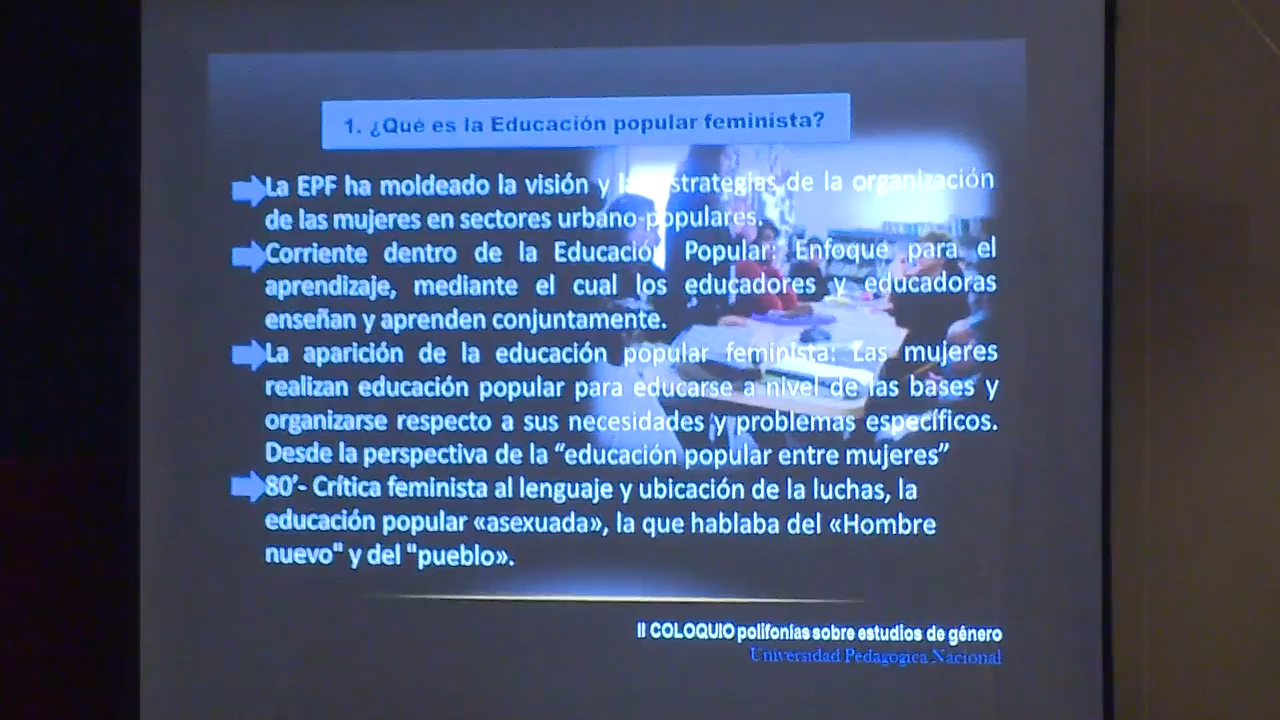 1. ¿Qué es la Educación popular feminista?
La EPF ha moldeado la visión y las estrategias de la organización
de las mujeres en sectores urbano-populares.
Corriente dentro de la Educación Popular: Enfoque para el
aprendizaje, mediante el cual los educadores y educadoras
enseñan y aprenden conjuntamente.
La aparición de la educación popular feminista: Las mujeres
realizan educación popular para educarse a nivel de las bases y
organizarse respecto a sus necesidades y problemas específicos.
Desde la perspectiva de la “educación popular entre mujeres”
80’- Crítica feminista al lenguaje y ubicación de la luchas, la
educación popular «asexuada», la que hablaba del «Hombre
nuevo" y del "pueblo».
II COLOQUIO polifonías sobre estudios de género
Universidad Pedagogica Nacional